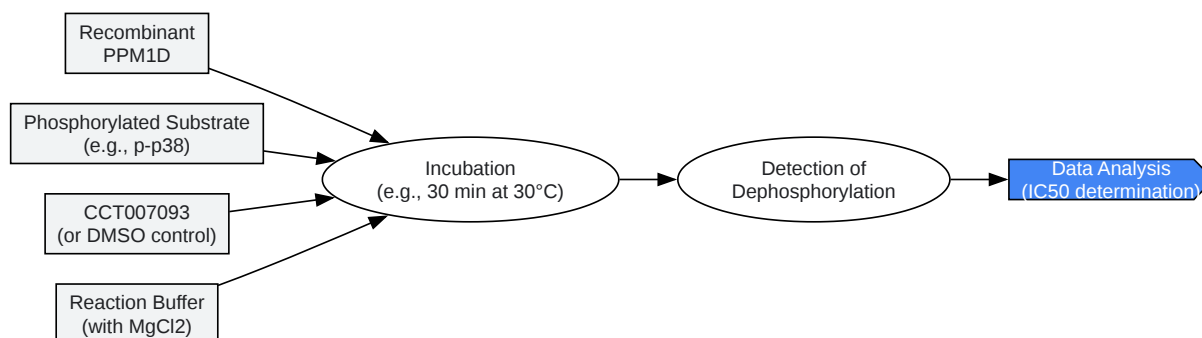 Recombinant
PPM1D
Phosphorylated Substrate
(e.g., p-p38)
CCT007093
(or DMSO control)
Reaction Buffer
(with MgCl2)
Incubation
(e.g., 30 min at 30°C)
Detection of
Dephosphorylation
Data Analysis
(IC50 determination)